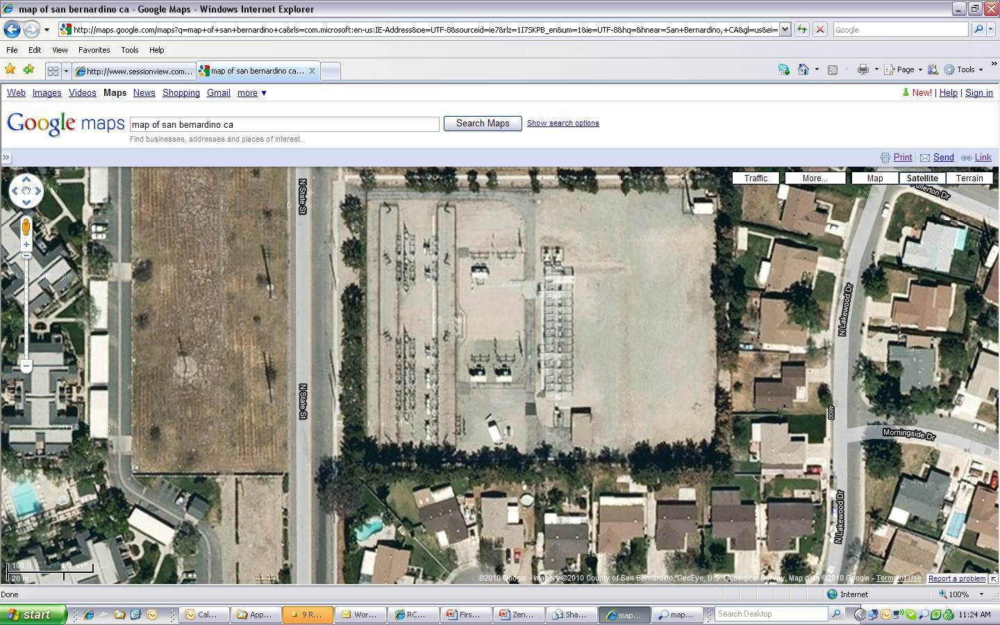 map of san bernardino ca - Google Maps - Windows Internet Explorer
http://maps.google.com/maps?q=map+of+san+bernardino+ca&rls=com.microsoft:en-us:IE-Address&oe=UTF-8&sourceid=ie7&rlz=1I7SKPB_en&um=1&ie=UTF-8&hq=&hnear=San+Bernardino,+CA&gl=us&ei=
Google
File Edit View Favorites Tools Help
http://www.sessionview.com... map of san bernardino ca... Page Tools
Web Images Videos Maps News Shopping Gmail more ▼ New! | Help | Sign in
Google maps map of san bernardino ca Search Maps Show search options
Find businesses, addresses and places of interest.
Print Send Link
Traffic More... Map Satellite Terrain
Fullerton Dr
N State St
N Lakewood Dr
N State St
4600
Morningside Dr
N Lakewood Dr
100 ft
20 m
©2010 Google - Imagery ©2010 County of San Bernardino, GeoEye, U.S. Geological Survey, Map data ©2010 Google - Terms of Use Report a problem
Done Internet 100%
start Cal... App... 9 R... Wor... RC... Firs... Zen... Sha... map... map... Search Desktop 11:24 AM